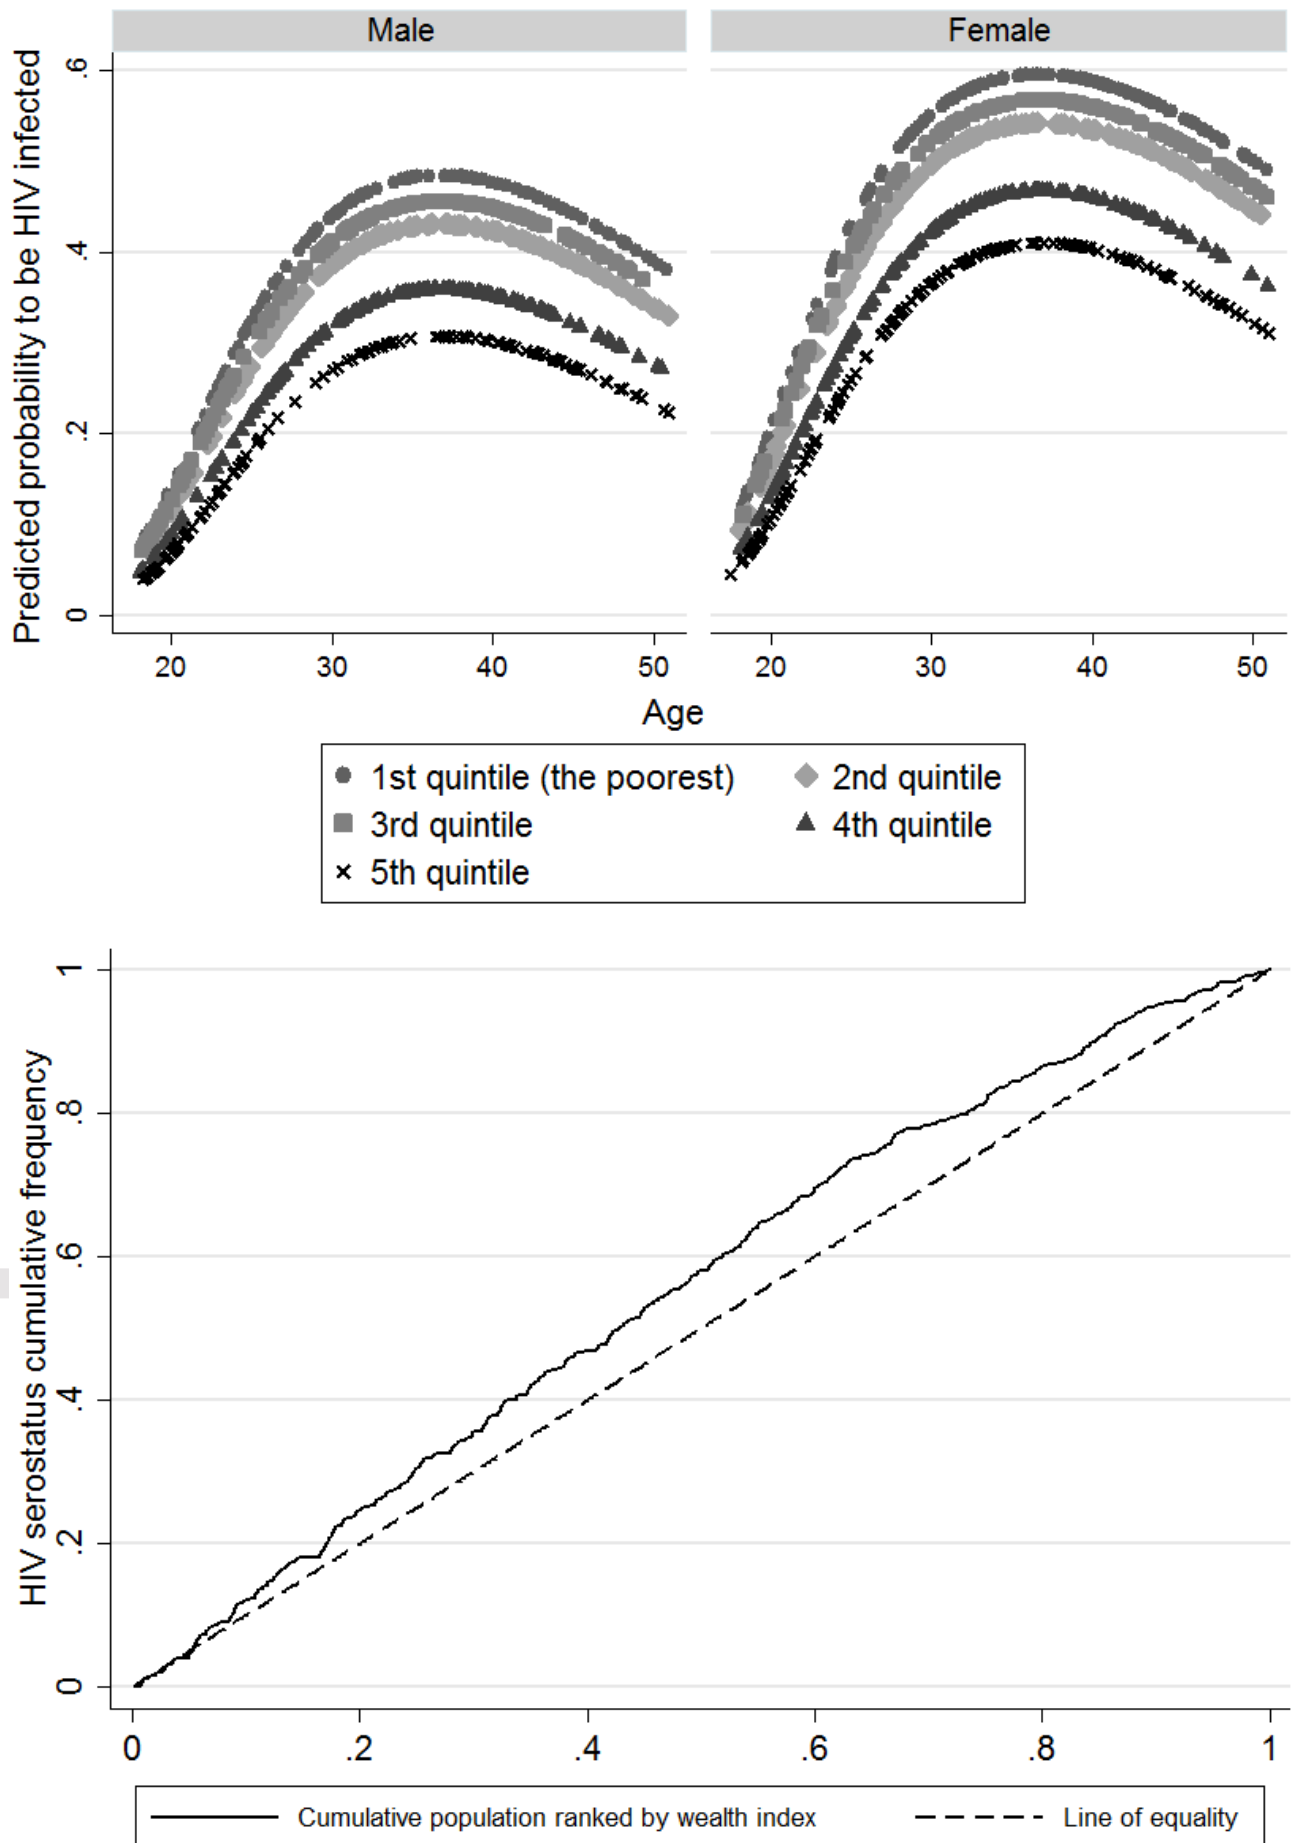 Male Female
Predicted probability to be HIV infected
.6
.4
.2
0
20 30 40 50 20 30 40 50
Age
1st quintile (the poorest) 2nd quintile
3rd quintile 4th quintile
5th quintile
HIV serostatus cumulative frequency
1
.8
.6
.4
.2
0
0 .2 .4 .6 .8 1
Cumulative population ranked by wealth index Line of equality